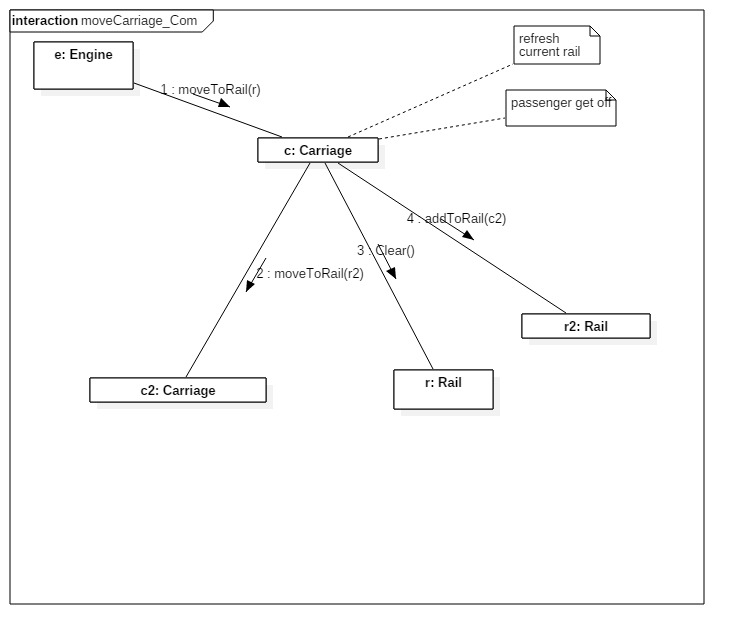 interaction moveCarriage_Com
e: Engine
refresh
current rail
1 : moveToRail(r)
passenger get off
c: Carriage
4 : addToRail(c2)
3 : Clear()
2 : moveToRail(r2)
r2: Rail
c2: Carriage
r: Rail